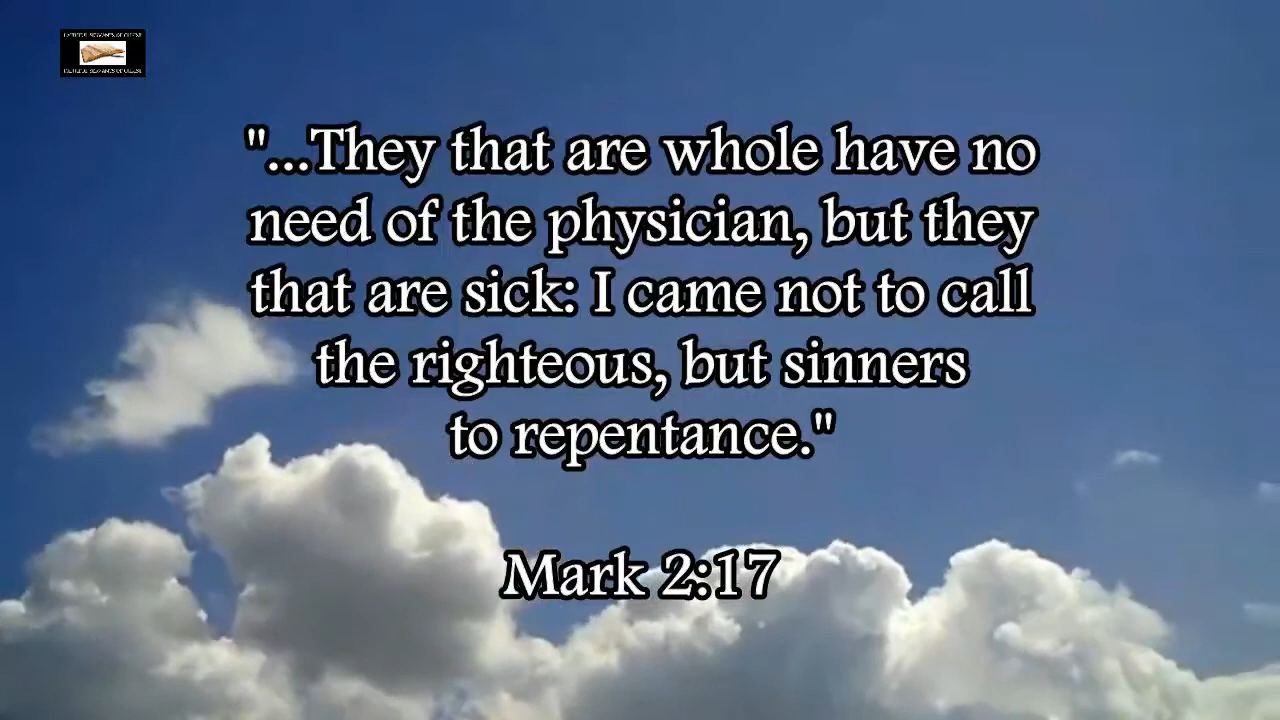 "...They that are whole have no
need of the physician, but they
that are sick: I came not to call
the righteous, but sinners
to repentance."
Mark 2:17